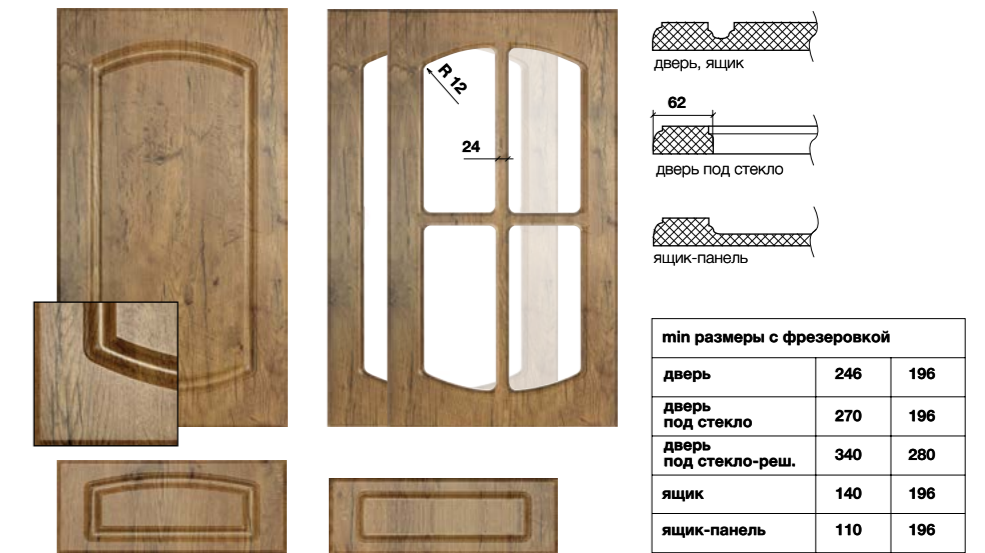 R 12
24
дверь, ящик
62
дверь под стекло
ящик-панель
min размеры с фрезеровкой
дверь 246 196
дверь
под стекло 270 196
дверь
под стекло-реш. 340 280
ящик 140 196
ящик-панель 110 196